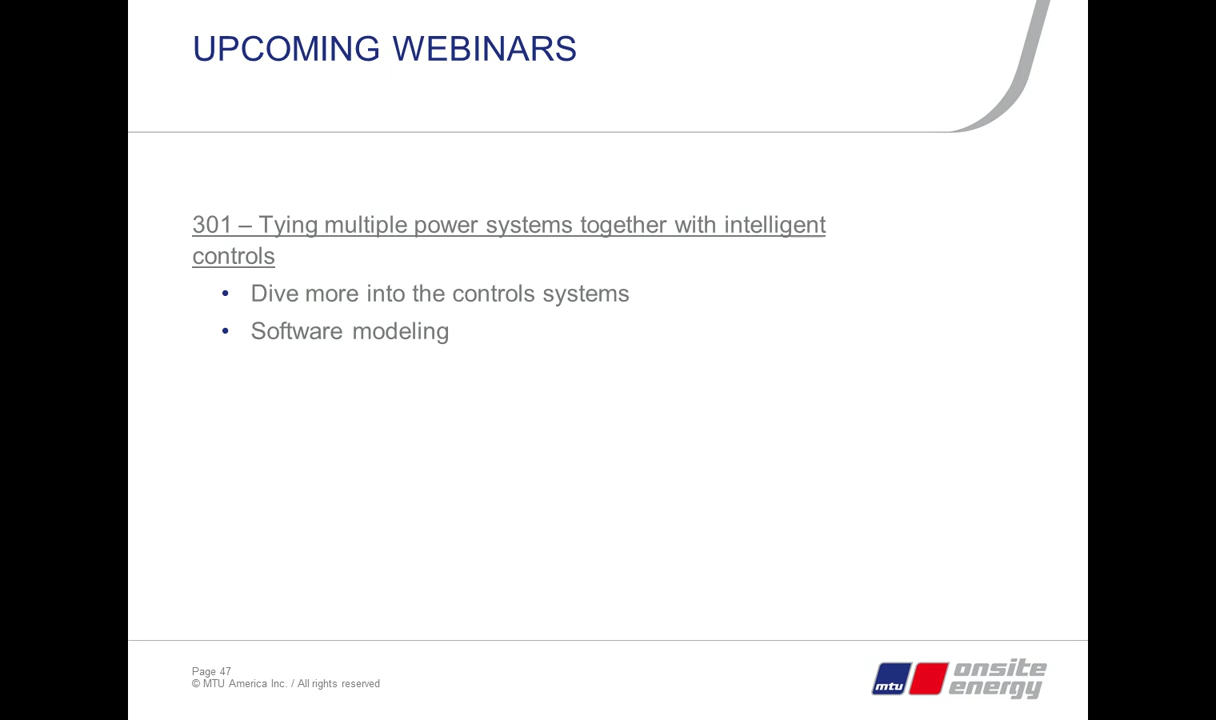 UPCOMING WEBINARS
301 – Tying multiple power systems together with intelligent
controls
• Dive more into the controls systems
• Software modeling
Page 47
© MTU America Inc. / All rights reserved
mtu
onsite
energy